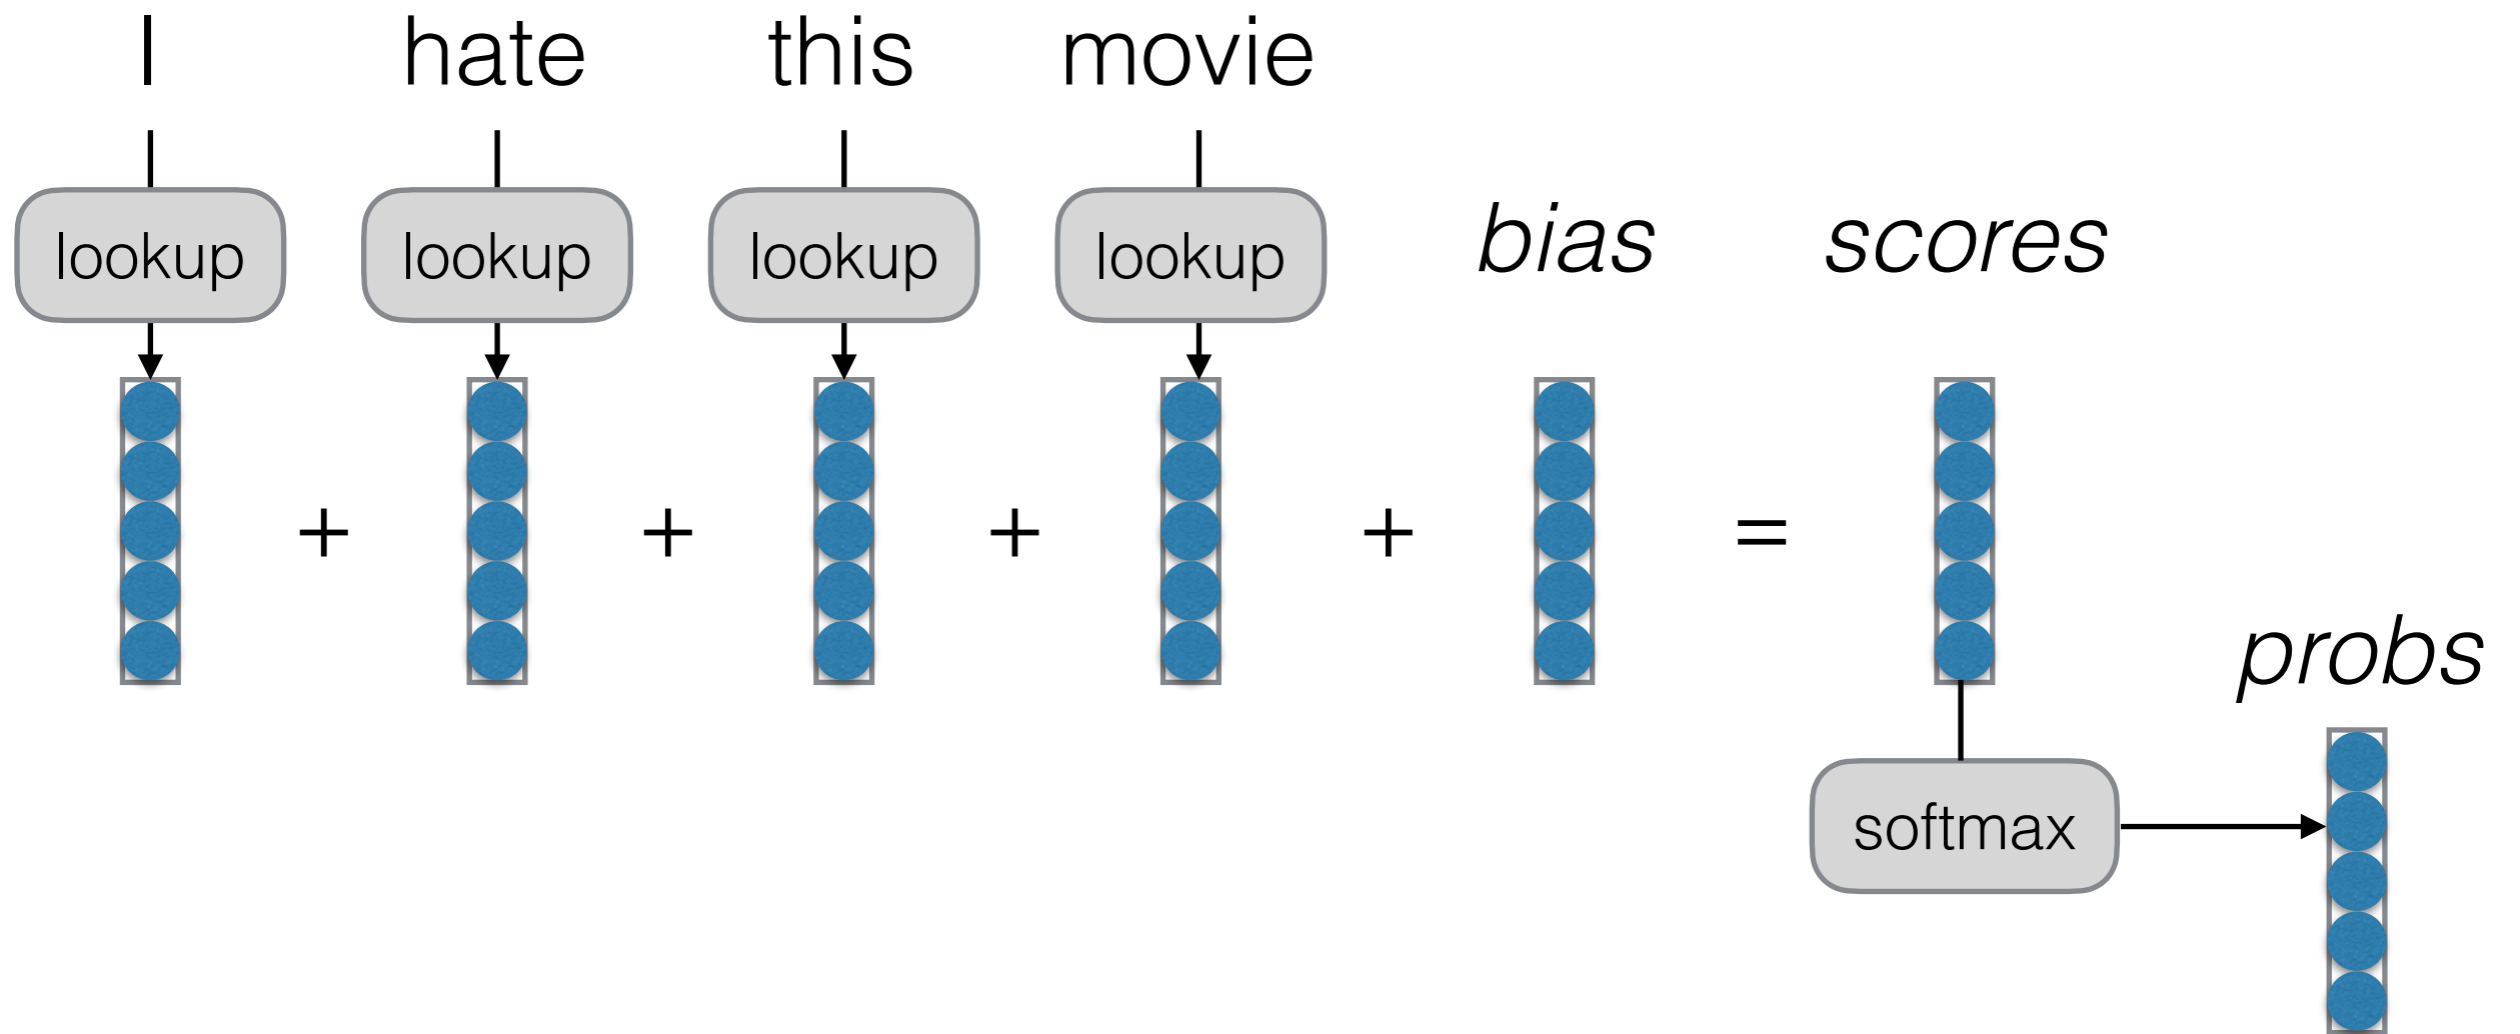 I hate this movie
lookup lookup lookup lookup bias scores
+ + + + =
probs
softmax